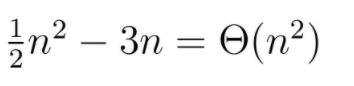 ½n² − 3n = Θ(n²)